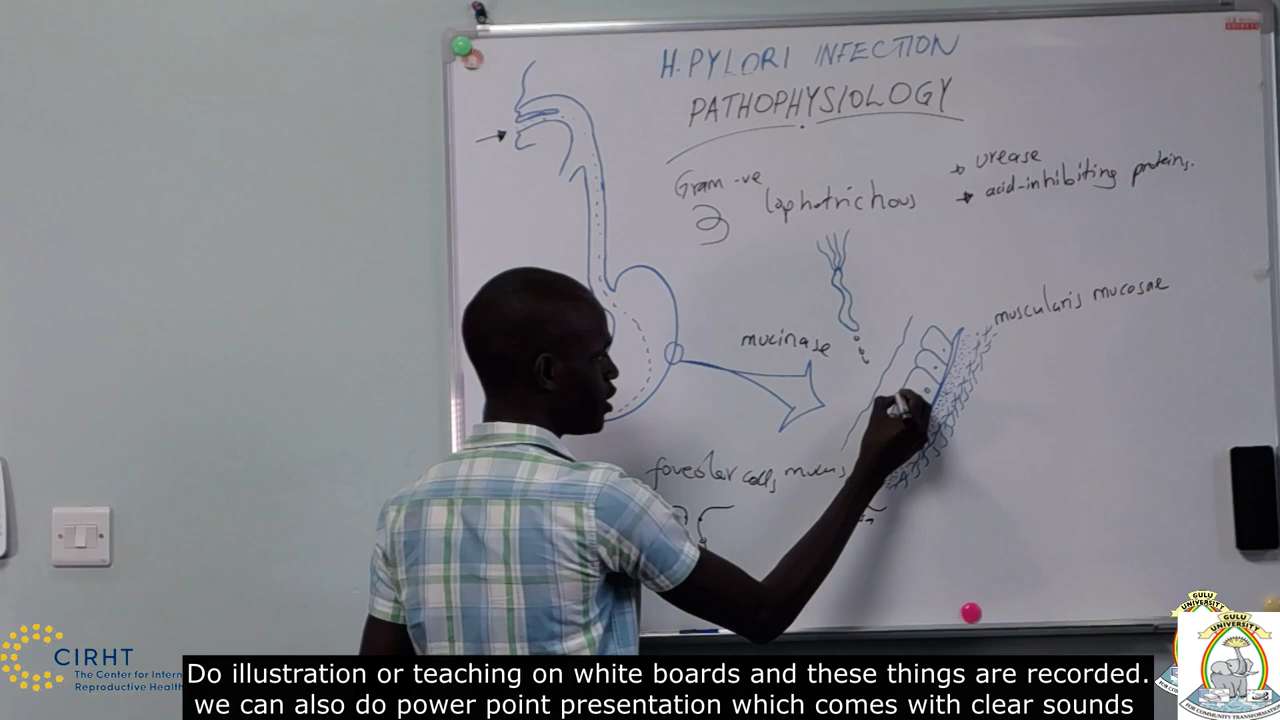 H. PYLORI INFECTION
PATHOPHYSIOLOGY
Gram -ve
lophotrichous
urease
acid-inhibiting proteins.
muscularis mucosae
mucinase
foveolar cells mucus
CIRHT
The Center for Intern
Reproductive Health
GULU
UNIVERSITY
GULU
UNIVERSITY
FOR COMMUNITY TRANSFORMATION
Do illustration or teaching on white boards and these things are recorded.
we can also do power point presentation which comes with clear sounds